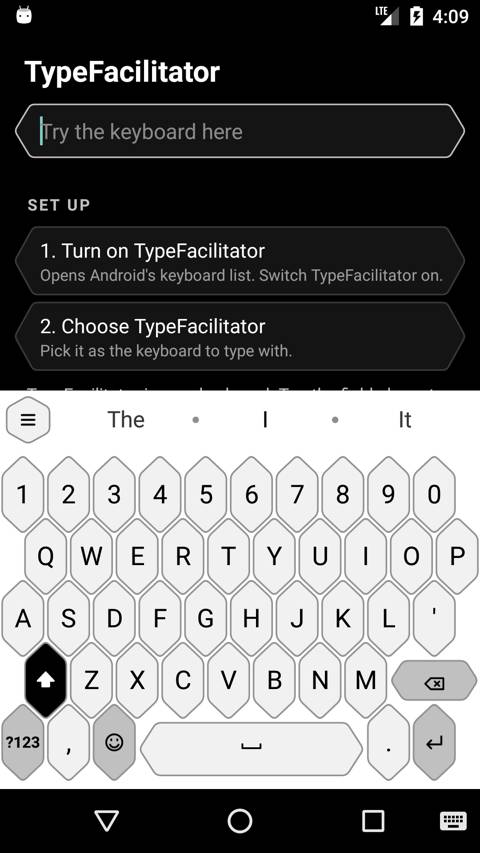 LTE 4:09
TypeFacilitator
Try the keyboard here
SET UP
1. Turn on TypeFacilitator
Opens Android's keyboard list. Switch TypeFacilitator on.
2. Choose TypeFacilitator
Pick it as the keyboard to type with.
The • I • It
1 2 3 4 5 6 7 8 9 0
Q W E R T Y U I O P
A S D F G H J K L '
Z X C V B N M
?123 , .